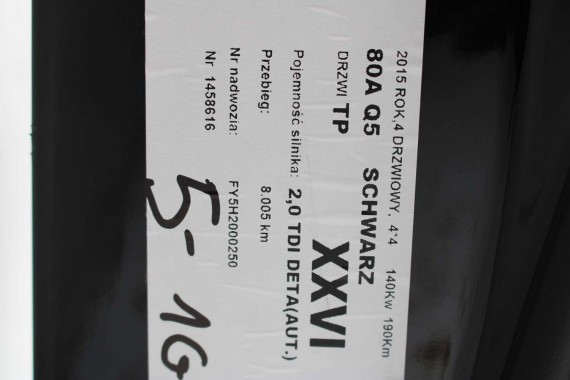 2015 ROK,4 DRZWIOWY, 4*4 140Kw 190Km
80A Q5 SCHWARZ
DRZWI TP XXVI
Pojemność silnika: 2,0 TDI DETA(AUT.)
Przebieg: 8.005 km
Nr nadwozia: FY5H2000250
Nr 1458616
5-10